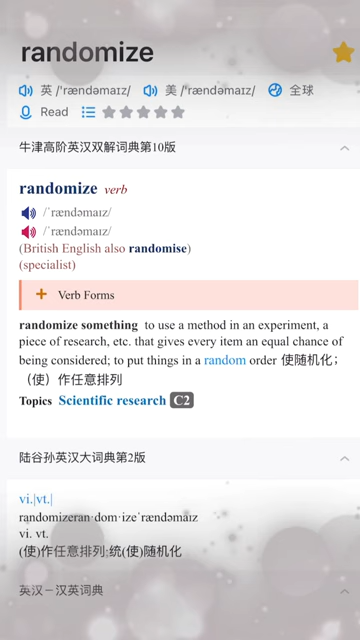 randomize
英 /'rændəmaɪz/ 美 /'rændəmaɪz/ 全球
Read
牛津高阶英汉双解词典第10版
randomize verb
/ˈrændəmaɪz/
/ˈrændəmaɪz/
(British English also randomise)
(specialist)
+ Verb Forms
randomize something to use a method in an experiment, a
piece of research, etc. that gives every item an equal chance of
being considered; to put things in a random order 使随机化；
（使）作任意排列
Topics Scientific research C2
陆谷孙英汉大词典第2版
vi.|vt.|
randomizeran·dom·izeˈrændəmaiz
vi. vt.
(使)作任意排列;统(使)随机化
英汉－汉英词典